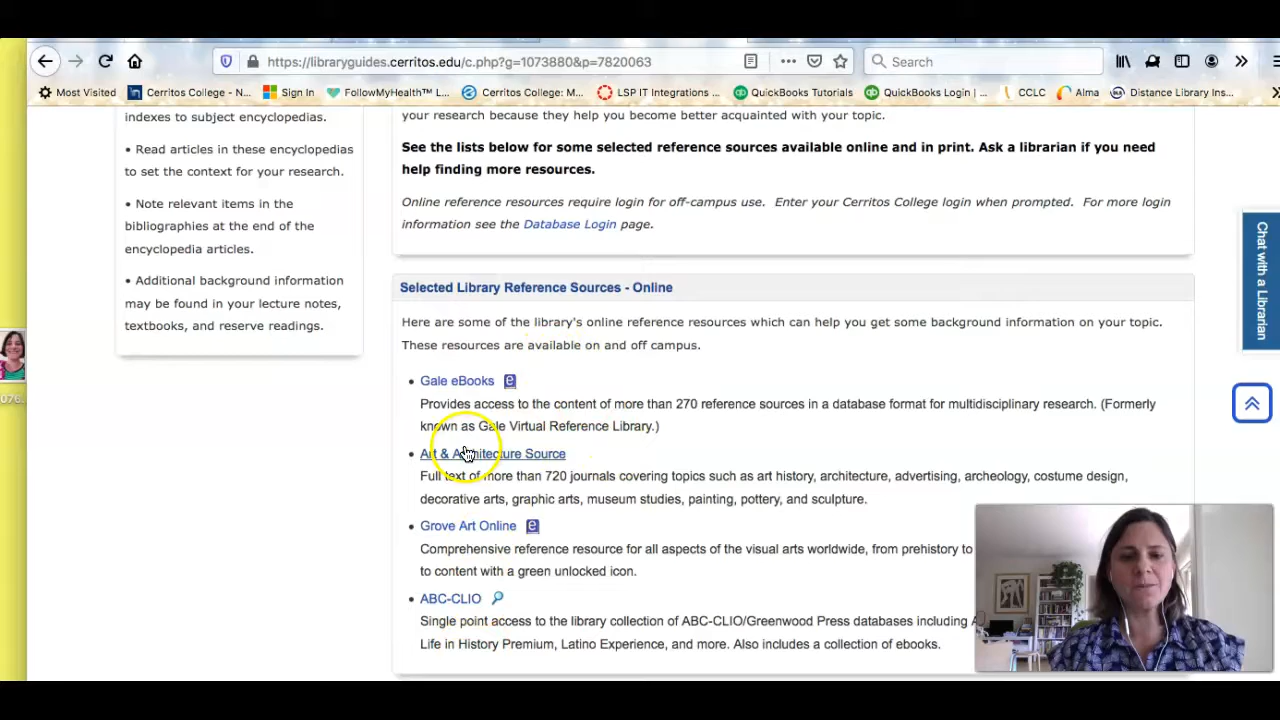 https://libraryguides.cerritos.edu/c.php?g=1073880&p=7820063
Search
Most Visited
Cerritos College - N...
Sign In
FollowMyHealth™ L...
Cerritos College: M...
LSP IT Integrations ...
QuickBooks Tutorials
QuickBooks Login | ...
CCLC
Alma
Distance Library Ins...
indexes to subject encyclopedias.
• Read articles in these encyclopedias
to set the context for your research.
• Note relevant items in the
bibliographies at the end of the
encyclopedia articles.
• Additional background information
may be found in your lecture notes,
textbooks, and reserve readings.
your research because they help you become better acquainted with your topic.
See the lists below for some selected reference sources available online and in print. Ask a librarian if you need
help finding more resources.
Online reference resources require login for off-campus use. Enter your Cerritos College login when prompted. For more login
information see the Database Login page.
Selected Library Reference Sources - Online
Here are some of the library's online reference resources which can help you get some background information on your topic.
These resources are available on and off campus.
• Gale eBooks
Provides access to the content of more than 270 reference sources in a database format for multidisciplinary research. (Formerly
known as Gale Virtual Reference Library.)
• Art & Architecture Source
Full text of more than 720 journals covering topics such as art history, architecture, advertising, archeology, costume design,
decorative arts, graphic arts, museum studies, painting, pottery, and sculpture.
• Grove Art Online
Comprehensive reference resource for all aspects of the visual arts worldwide, from prehistory to
to content with a green unlocked icon.
• ABC-CLIO
Single point access to the library collection of ABC-CLIO/Greenwood Press databases including
Life in History Premium, Latino Experience, and more. Also includes a collection of ebooks.
Chat with a Librarian
076.